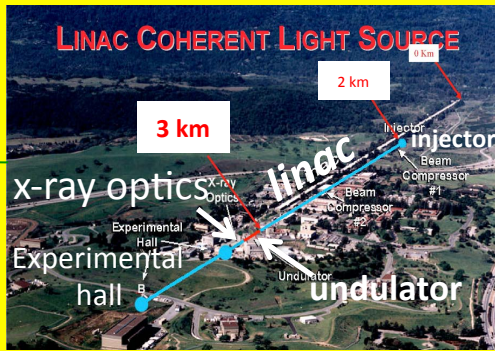 LINAC COHERENT LIGHT SOURCE
0 Km
2 km
3 km
Injector
injector
linac
Beam
Compressor
#1
x-ray optics
X-ray
Optics
Beam
Compressor
#2
Experimental
Hall
Experimental
hall
B
Undulator
undulator